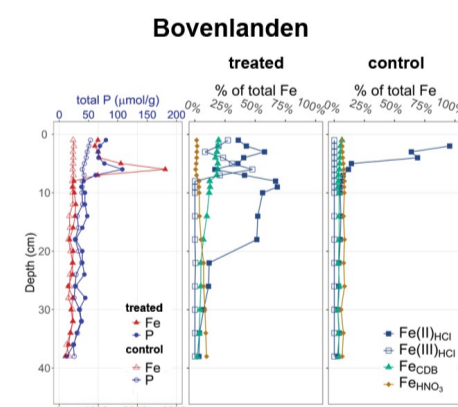 Bovenlanden
treated control
total P (μmol/g) % of total Fe % of total Fe
0 50 100 150 200 0% 25% 50% 75% 100% 0% 25% 50% 75% 100
Depth (cm)
0
10
20
30
40
treated
Fe
P
control
Fe
P
Fe(II)HCl
Fe(III)HCl
FeCDB
FeHNO₃